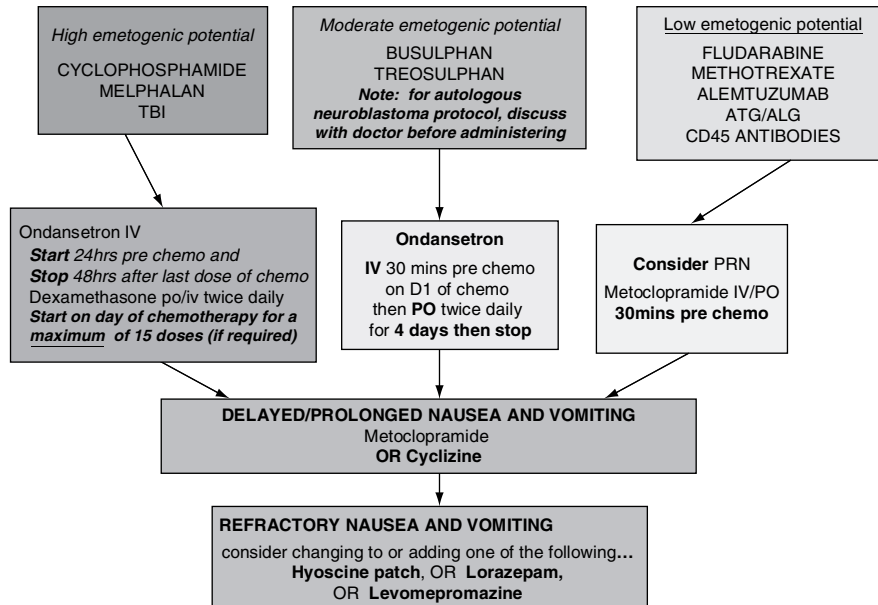 High emetogenic potential
CYCLOPHOSPHAMIDE
MELPHALAN
TBI
Moderate emetogenic potential
BUSULPHAN
TREOSULPHAN
Note: for autologous
neuroblastoma protocol, discuss
with doctor before administering
Low emetogenic potential
FLUDARABINE
METHOTREXATE
ALEMTUZUMAB
ATG/ALG
CD45 ANTIBODIES
Ondansetron IV
Start 24hrs pre chemo and
Stop 48hrs after last dose of chemo
Dexamethasone po/iv twice daily
Start on day of chemotherapy for a
maximum of 15 doses (if required)
Ondansetron
IV 30 mins pre chemo
on D1 of chemo
then PO twice daily
for 4 days then stop
Consider PRN
Metoclopramide IV/PO
30mins pre chemo
DELAYED/PROLONGED NAUSEA AND VOMITING
Metoclopramide
OR Cyclizine
REFRACTORY NAUSEA AND VOMITING
consider changing to or adding one of the following...
Hyoscine patch, OR Lorazepam,
OR Levomepromazine